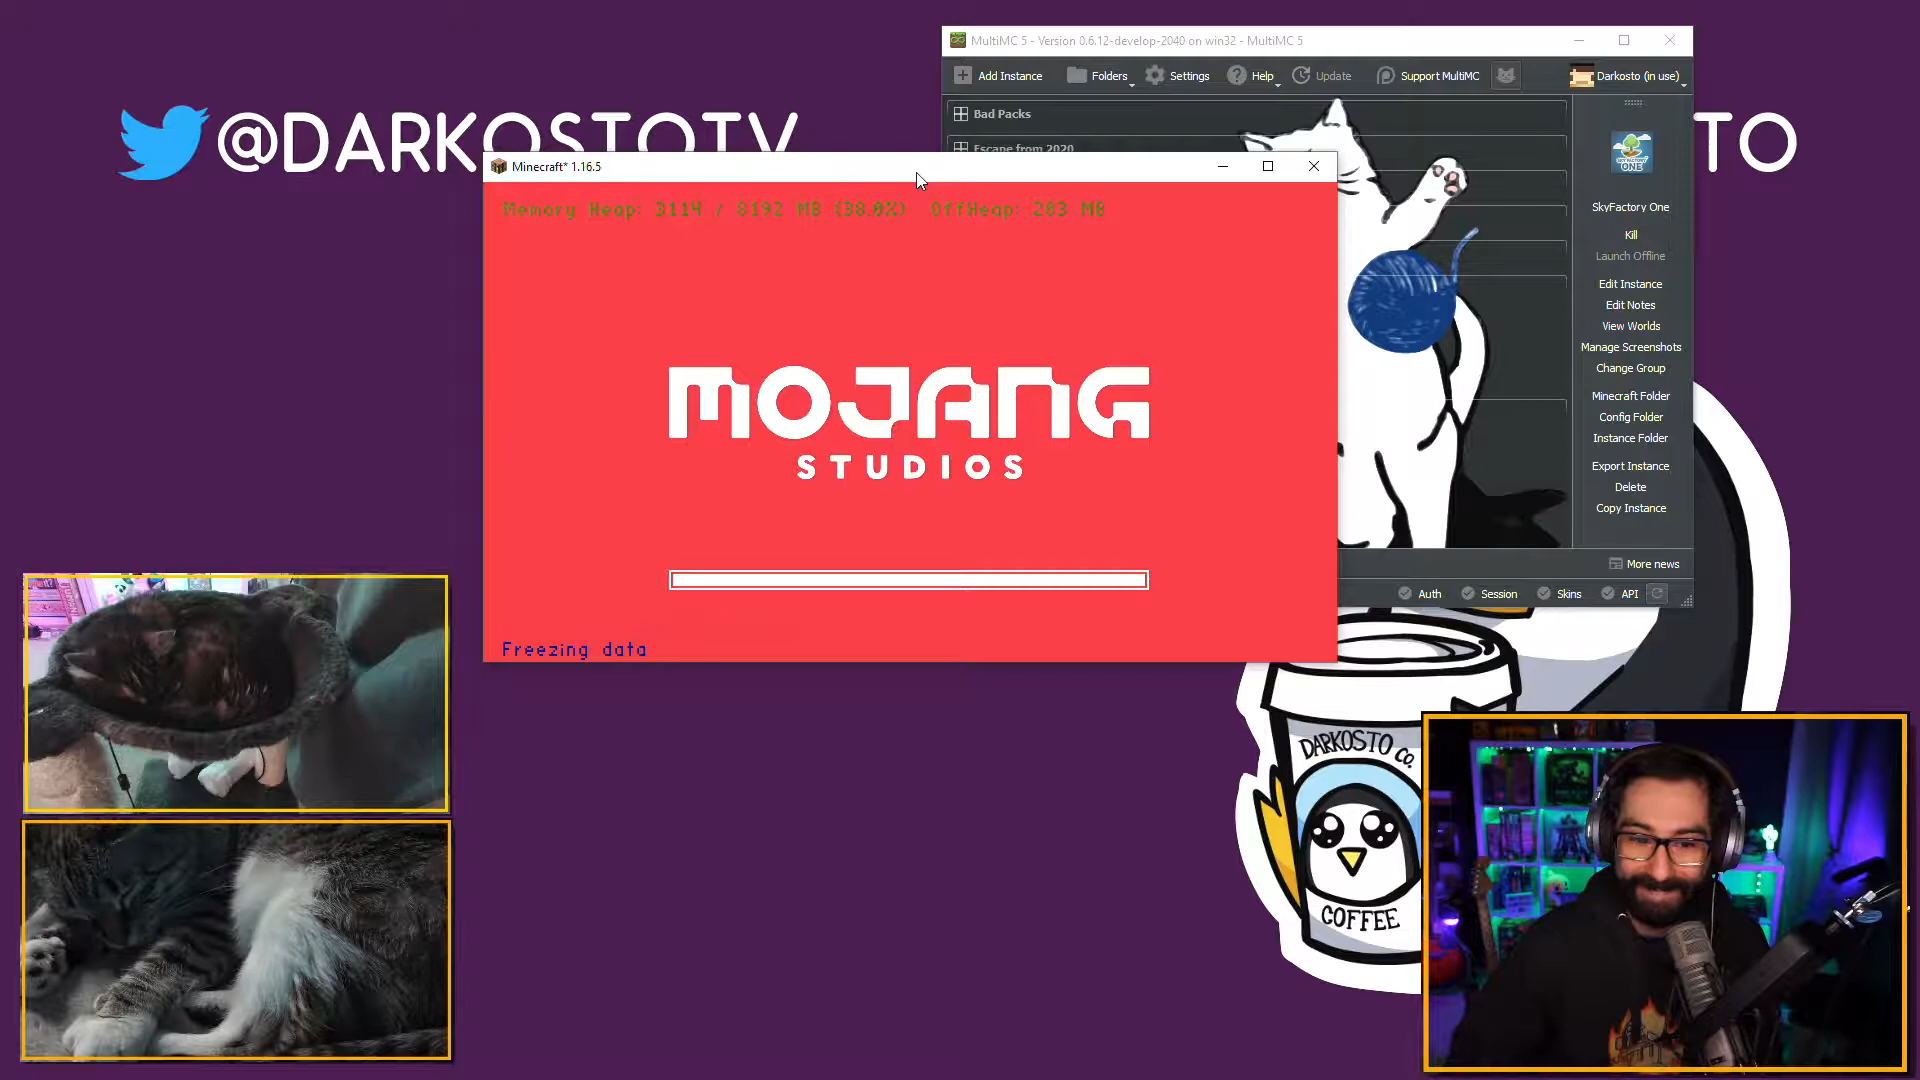 @DARKOSTOTV
TO
MultiMC 5 - Version 0.6.12-develop-2040 on win32 - MultiMC 5
Add Instance
Folders
Settings
Help
Update
Support MultiMC
Darkosto (in use)
Bad Packs
Escape from 2020
SKYFACTORY
ONE
SkyFactory One
Kill
Launch Offline
Edit Instance
Edit Notes
View Worlds
Manage Screenshots
Change Group
Minecraft Folder
Config Folder
Instance Folder
Export Instance
Delete
Copy Instance
More news
Auth
Session
Skins
API
Minecraft* 1.16.5
Memory Heap: 3114 / 8192 MB (38.0%) OffHeap: 203 MB
MOJANG
STUDIOS
Freezing data
DARKOSTO CO.
COFFEE